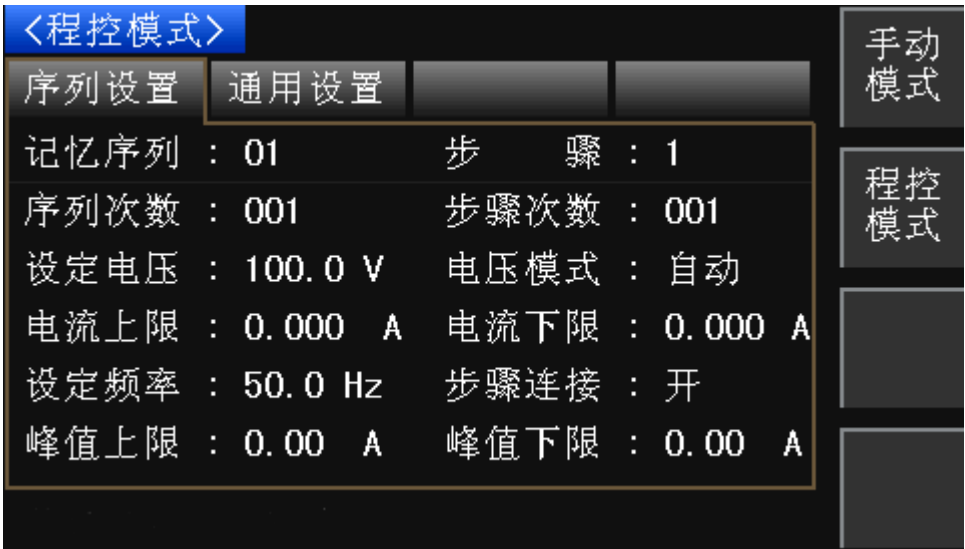 <程控模式>
序列设置 通用设置
记忆序列 : 01 步 骤 : 1
序列次数 : 001 步骤次数 : 001
设定电压 : 100.0 V 电压模式 : 自动
电流上限 : 0.000 A 电流下限 : 0.000 A
设定频率 : 50.0 Hz 步骤连接 : 开
峰值上限 : 0.00 A 峰值下限 : 0.00 A
手动
模式
程控
模式